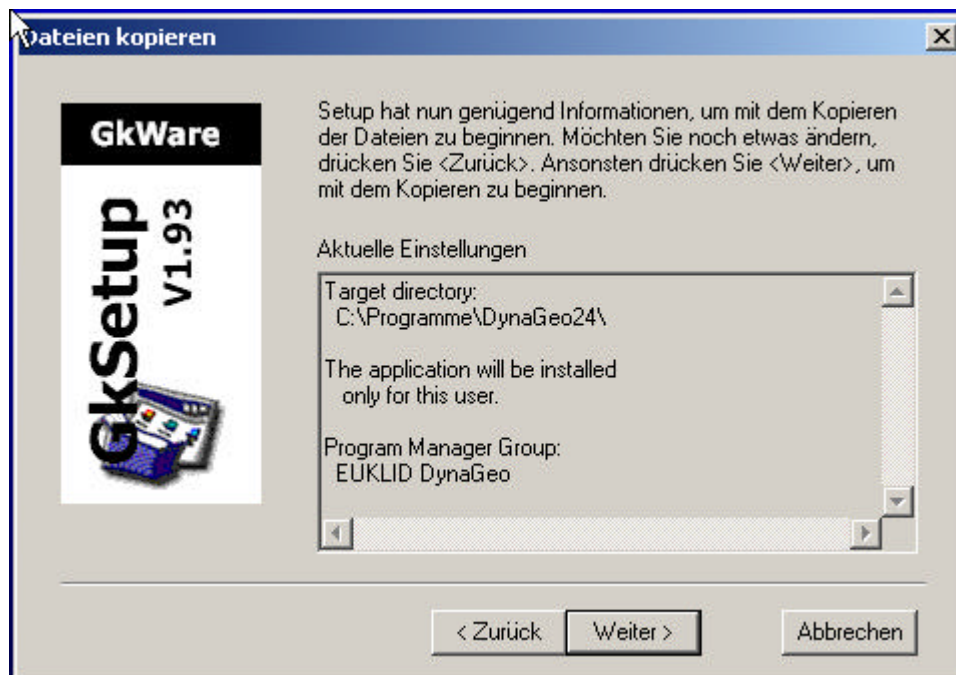 Dateien kopieren
GkWare
GkSetup
V1.93
Setup hat nun genügend Informationen, um mit dem Kopieren
der Dateien zu beginnen. Möchten Sie noch etwas ändern,
drücken Sie <Zurück>. Ansonsten drücken Sie <Weiter>, um
mit dem Kopieren zu beginnen.
Aktuelle Einstellungen
Target directory:
C:\Programme\DynaGeo24\
The application will be installed
only for this user.
Program Manager Group:
EUKLID DynaGeo
< Zurück
Weiter >
Abbrechen